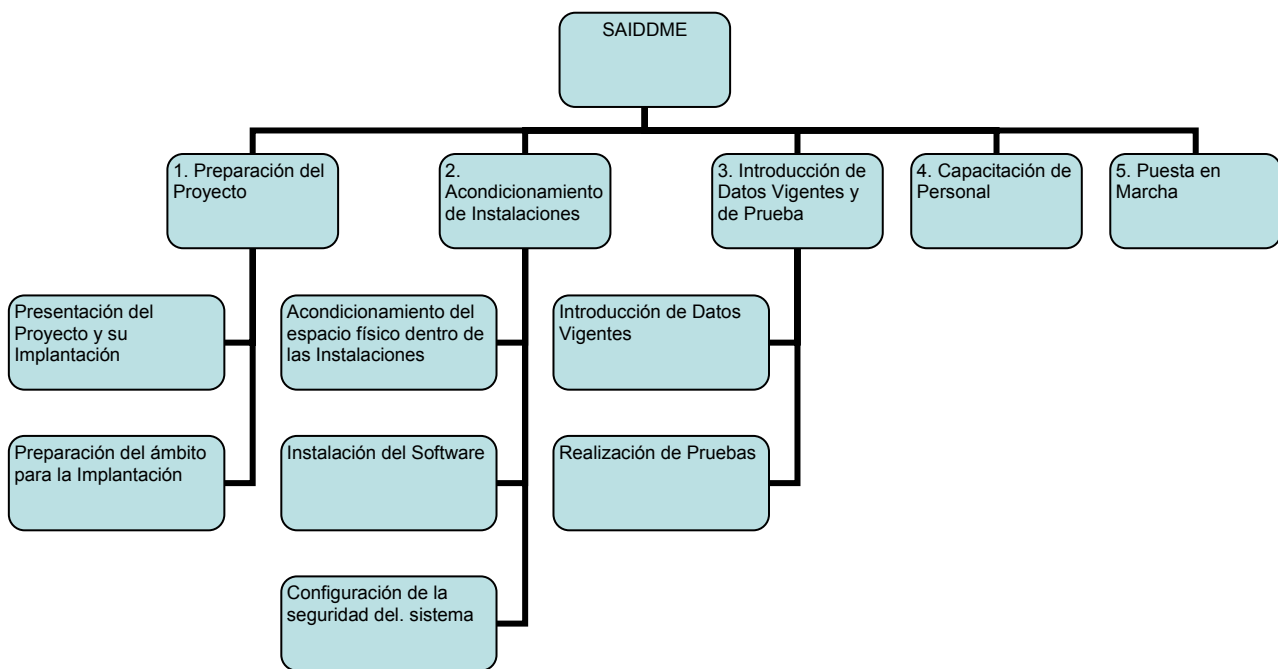 SAIDDME
1. Preparación del
Proyecto
2.
Acondicionamiento
de Instalaciones
3. Introducción de
Datos Vigentes y
de Prueba
4. Capacitación de
Personal
5. Puesta en
Marcha
Presentación del
Proyecto y su
Implantación
Acondicionamiento del
espacio físico dentro de
las Instalaciones
Introducción de Datos
Vigentes
Preparación del ámbito
para la Implantación
Instalación del Software
Realización de Pruebas
Configuración de la
seguridad del. sistema